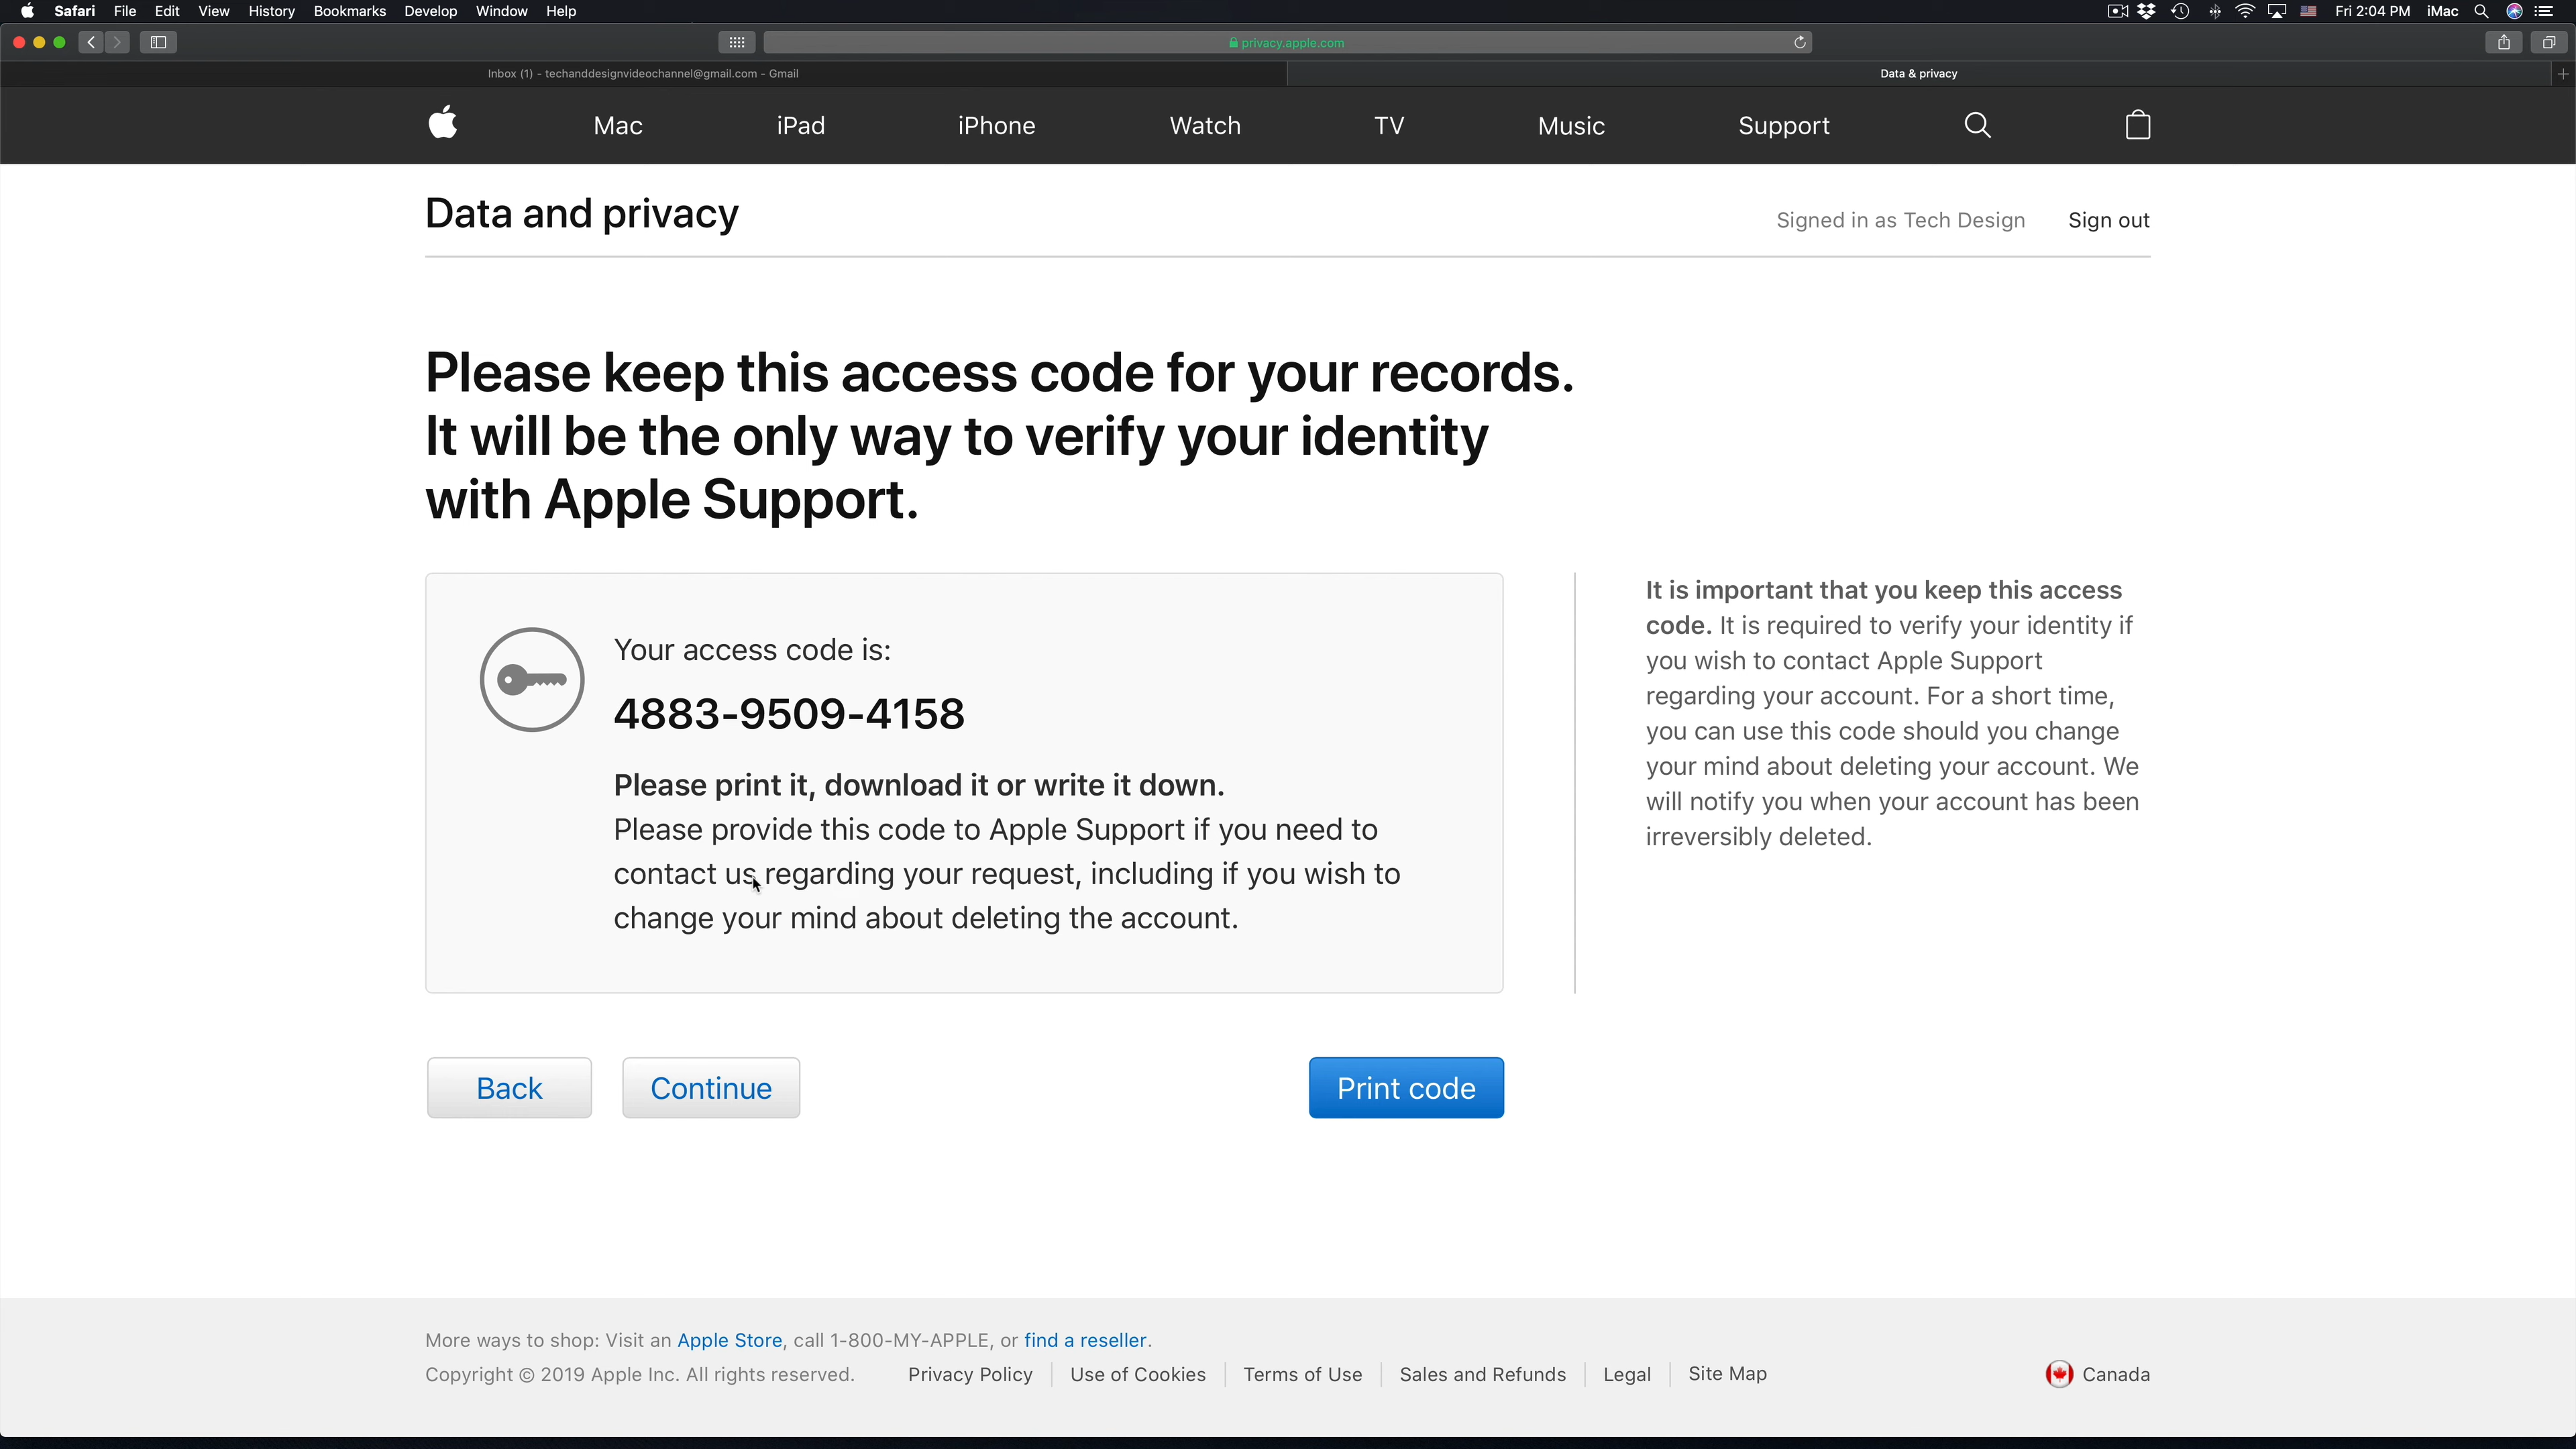 Safari File Edit View History Bookmarks Develop Window Help Fri 2:04 PM iMac
privacy.apple.com
Inbox (1) - techanddesignvideochannel@gmail.com - Gmail Data & privacy
Mac iPad iPhone Watch TV Music Support
Data and privacy Signed in as Tech Design Sign out
Please keep this access code for your records.
It will be the only way to verify your identity
with Apple Support.
Your access code is:
4883-9509-4158
Please print it, download it or write it down.
Please provide this code to Apple Support if you need to
contact us regarding your request, including if you wish to
change your mind about deleting the account.
It is important that you keep this access
code. It is required to verify your identity if
you wish to contact Apple Support
regarding your account. For a short time,
you can use this code should you change
your mind about deleting your account. We
will notify you when your account has been
irreversibly deleted.
Back Continue Print code
More ways to shop: Visit an Apple Store, call 1-800-MY-APPLE, or find a reseller.
Copyright © 2019 Apple Inc. All rights reserved. Privacy Policy Use of Cookies Terms of Use Sales and Refunds Legal Site Map Canada